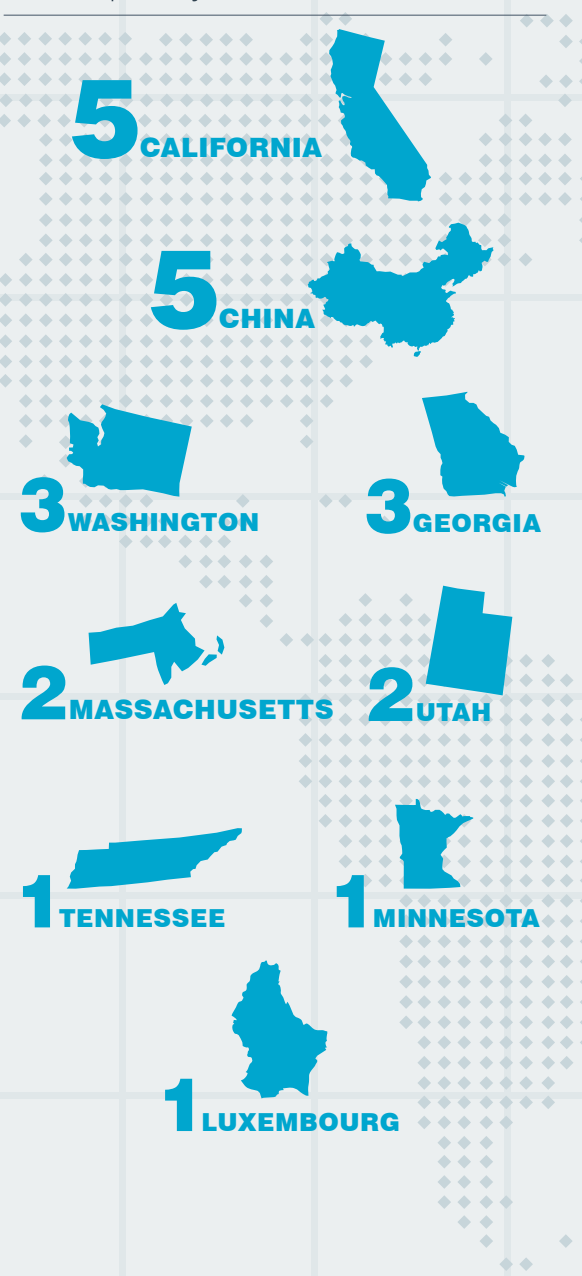 5 CALIFORNIA
5 CHINA
3 WASHINGTON
3 GEORGIA
2 MASSACHUSETTS
2 UTAH
1 TENNESSEE
1 MINNESOTA
1 LUXEMBOURG